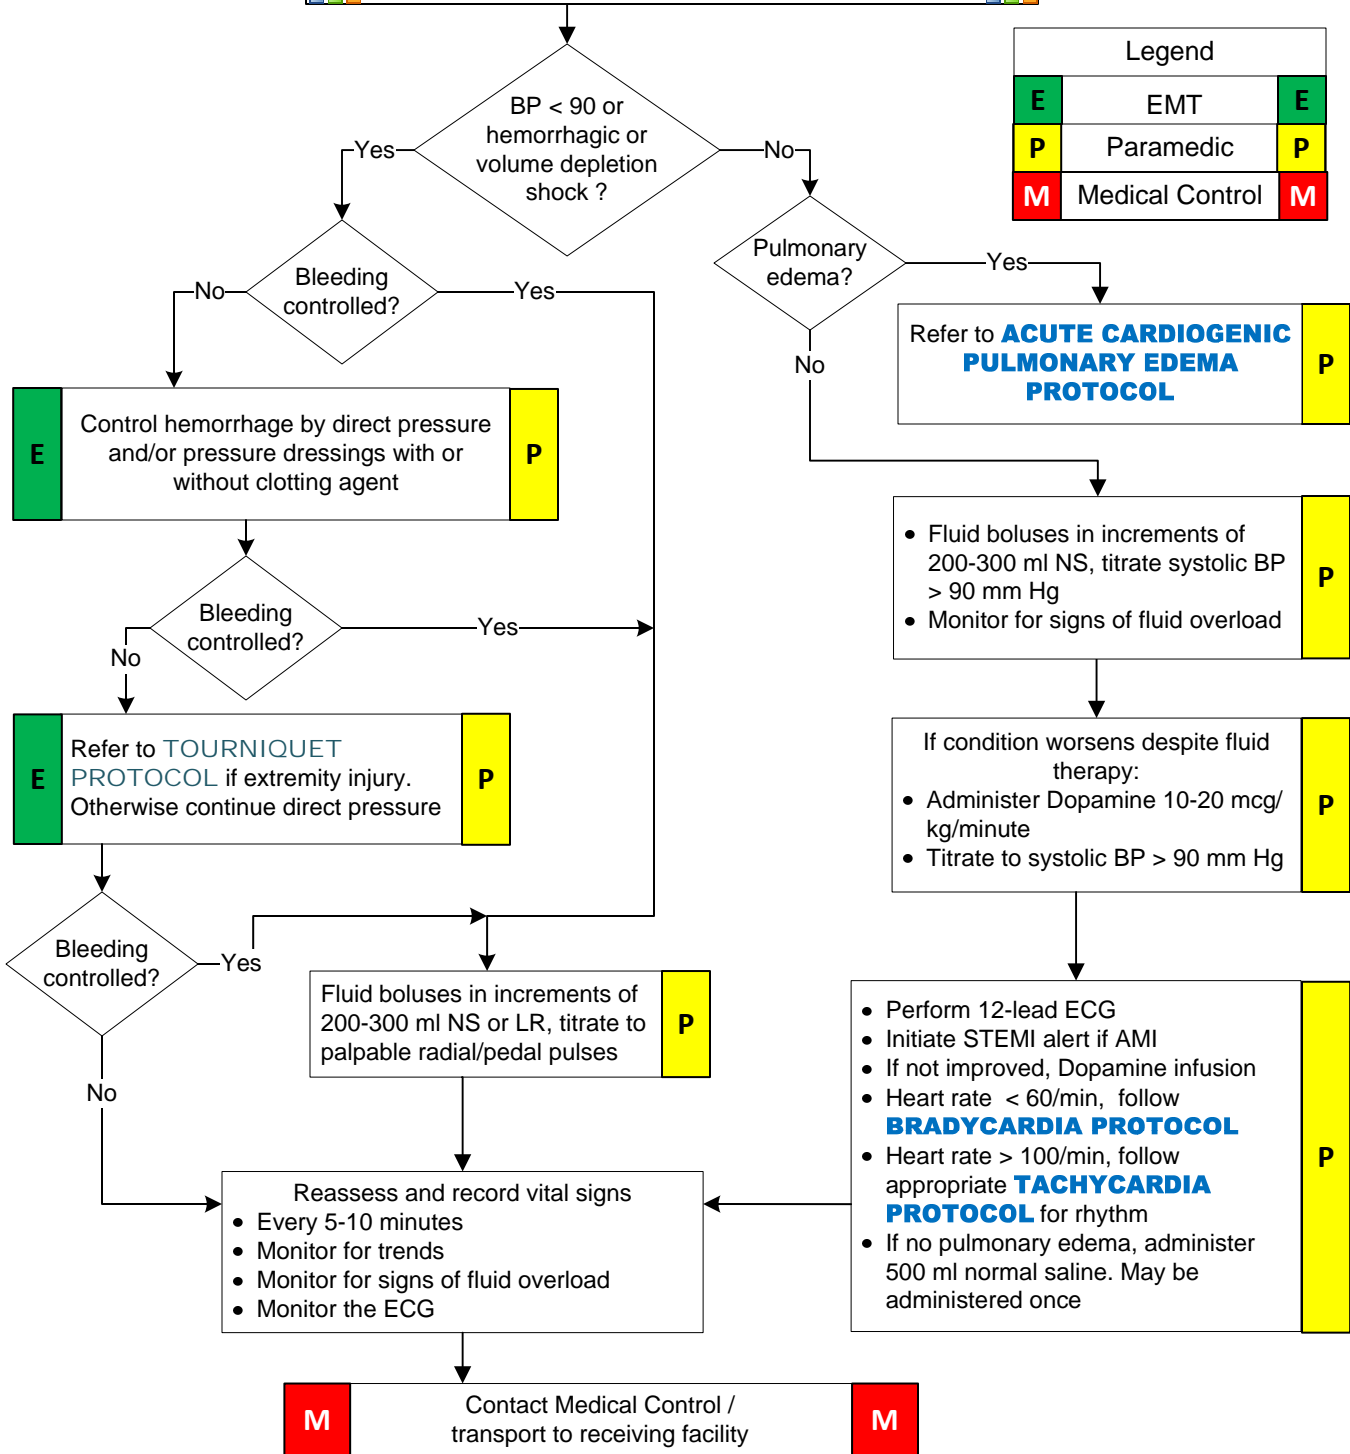 Legend
E
EMT
E
P
Paramedic
P
M
Medical Control
M
BP < 90 or
hemorrhagic or
volume depletion
shock ?
Yes
No
Bleeding
controlled?
No
Yes
Pulmonary
edema?
Yes
No
Refer to ACUTE CARDIOGENIC
PULMONARY EDEMA
PROTOCOL
P
E
Control hemorrhage by direct pressure
and/or pressure dressings with or
without clotting agent
P
• Fluid boluses in increments of
200-300 ml NS, titrate systolic BP
> 90 mm Hg
• Monitor for signs of fluid overload
P
Bleeding
controlled?
Yes
No
E
Refer to TOURNIQUET
PROTOCOL if extremity injury.
Otherwise continue direct pressure
P
If condition worsens despite fluid
therapy:
• Administer Dopamine 10-20 mcg/
kg/minute
• Titrate to systolic BP > 90 mm Hg
P
Bleeding
controlled?
Yes
No
Fluid boluses in increments of
200-300 ml NS or LR, titrate to
palpable radial/pedal pulses
P
• Perform 12-lead ECG
• Initiate STEMI alert if AMI
• If not improved, Dopamine infusion
• Heart rate < 60/min, follow
BRADYCARDIA PROTOCOL
• Heart rate > 100/min, follow
appropriate TACHYCARDIA
PROTOCOL for rhythm
• If no pulmonary edema, administer
500 ml normal saline. May be
administered once
P
Reassess and record vital signs
• Every 5-10 minutes
• Monitor for trends
• Monitor for signs of fluid overload
• Monitor the ECG
M
Contact Medical Control /
transport to receiving facility
M